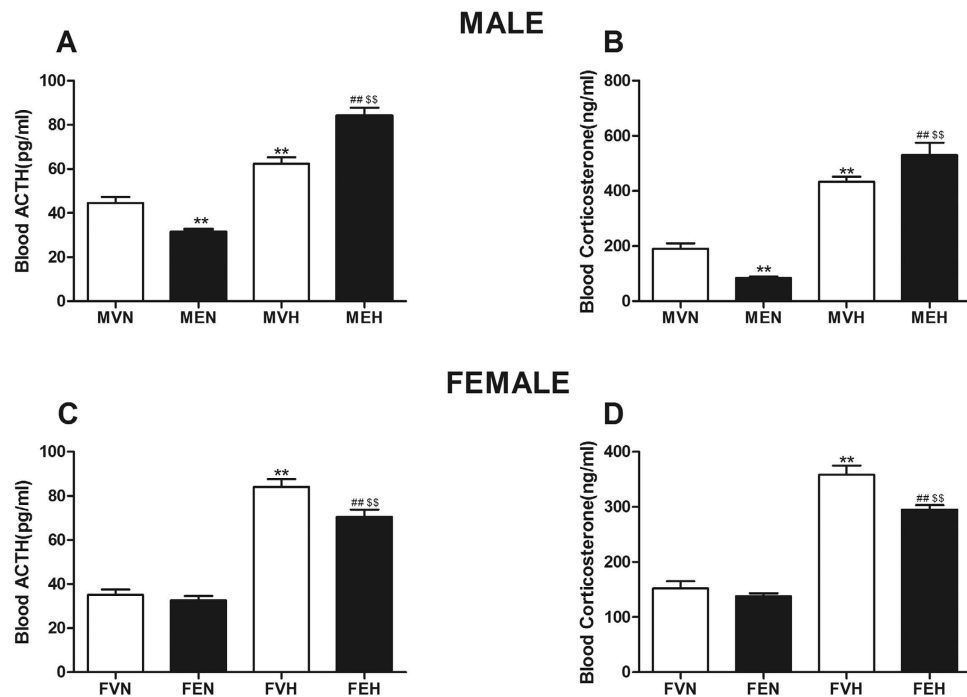 MALE
A
Blood ACTH(pg/ml)
100
80
60
40
20
0
**
**
## $$
MVN MEN MVH MEH
B
Blood Corticosterone(ng/ml)
800
600
400
200
0
**
**
## $$
MVN MEN MVH MEH
FEMALE
C
Blood ACTH(pg/ml)
100
80
60
40
20
0
**
## $$
FVN FEN FVH FEH
D
Blood Corticosterone(ng/ml)
400
300
200
100
0
**
## $$
FVN FEN FVH FEH